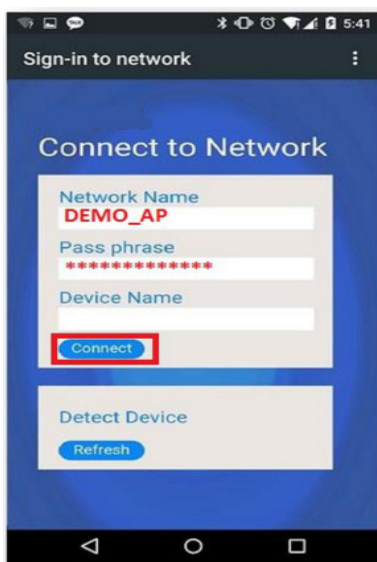 5:41
Sign-in to network
Connect to Network
Network Name
DEMO_AP
Pass phrase
*************
Device Name
Connect
Detect Device
Refresh